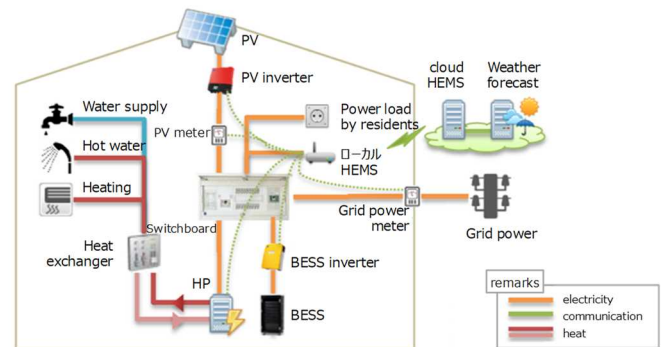 PV
PV inverter
cloud
HEMS
Weather
forecast
Water supply
Power load
by residents
PV meter
Hot water
ローカル
HEMS
Heating
Switchboard
Grid power
meter
Grid power
Heat
exchanger
BESS inverter
HP
BESS
remarks
electricity
communication
heat